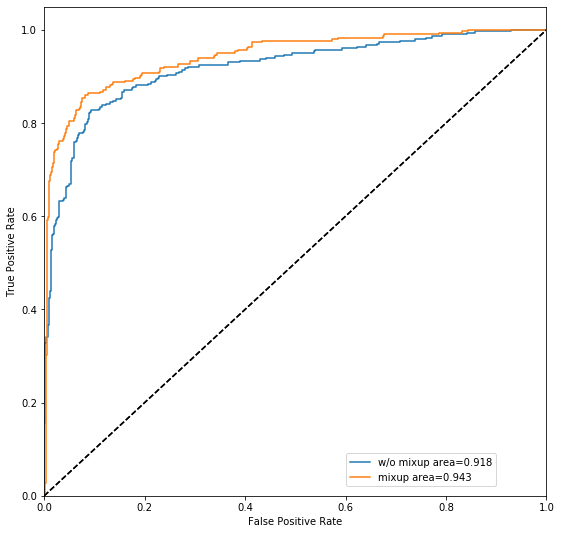 1.0
0.8
0.6
0.4
0.2
0.0
True Positive Rate
0.0 0.2 0.4 0.6 0.8 1.0
False Positive Rate
w/o mixup area=0.918
mixup area=0.943